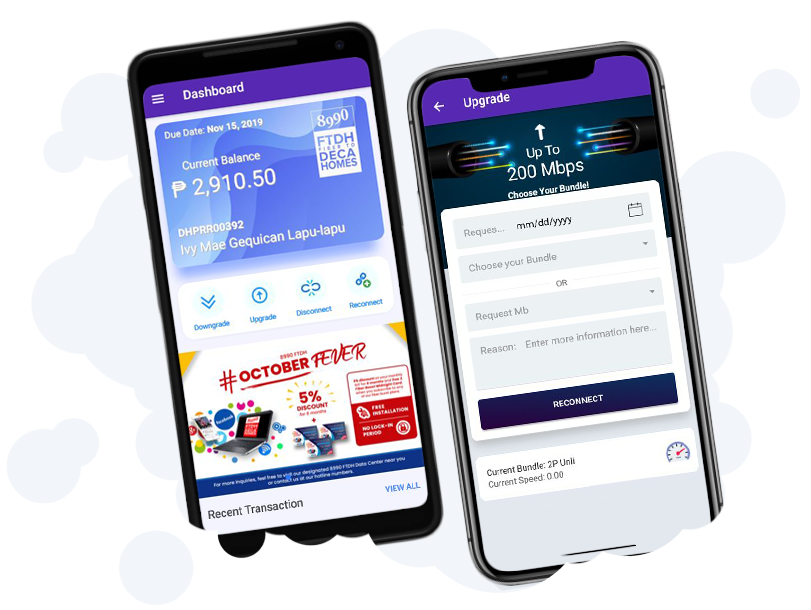 Dashboard
Due Date: Nov 15, 2019
8990
FTDH
FIBER TO
DECA
HOMES
Current Balance
₱ 2,910.50
DHPRR00392
Ivy Mae Gequican Lapu-lapu
Downgrade
Upgrade
Disconnect
Reconnect
8990 FTDH
#OCTOBER FEVER
5%
DISCOUNT
for 6 months
+
facebook
FREE
INSTALLATION
NO LOCK-IN
PERIOD
For more inquiries, feel free to visit our designated 8990 FTDH Data Center near you
or contact us at our hotline numbers.
Recent Transaction
VIEW ALL
Upgrade
Up To
200 Mbps
Choose Your Bundle!
Reques... mm/dd/yyyy
Choose your Bundle
OR
Request Mb
Reason: Enter more information here...
RECONNECT
Current Bundle: 2P Unli
Current Speed: 0.00